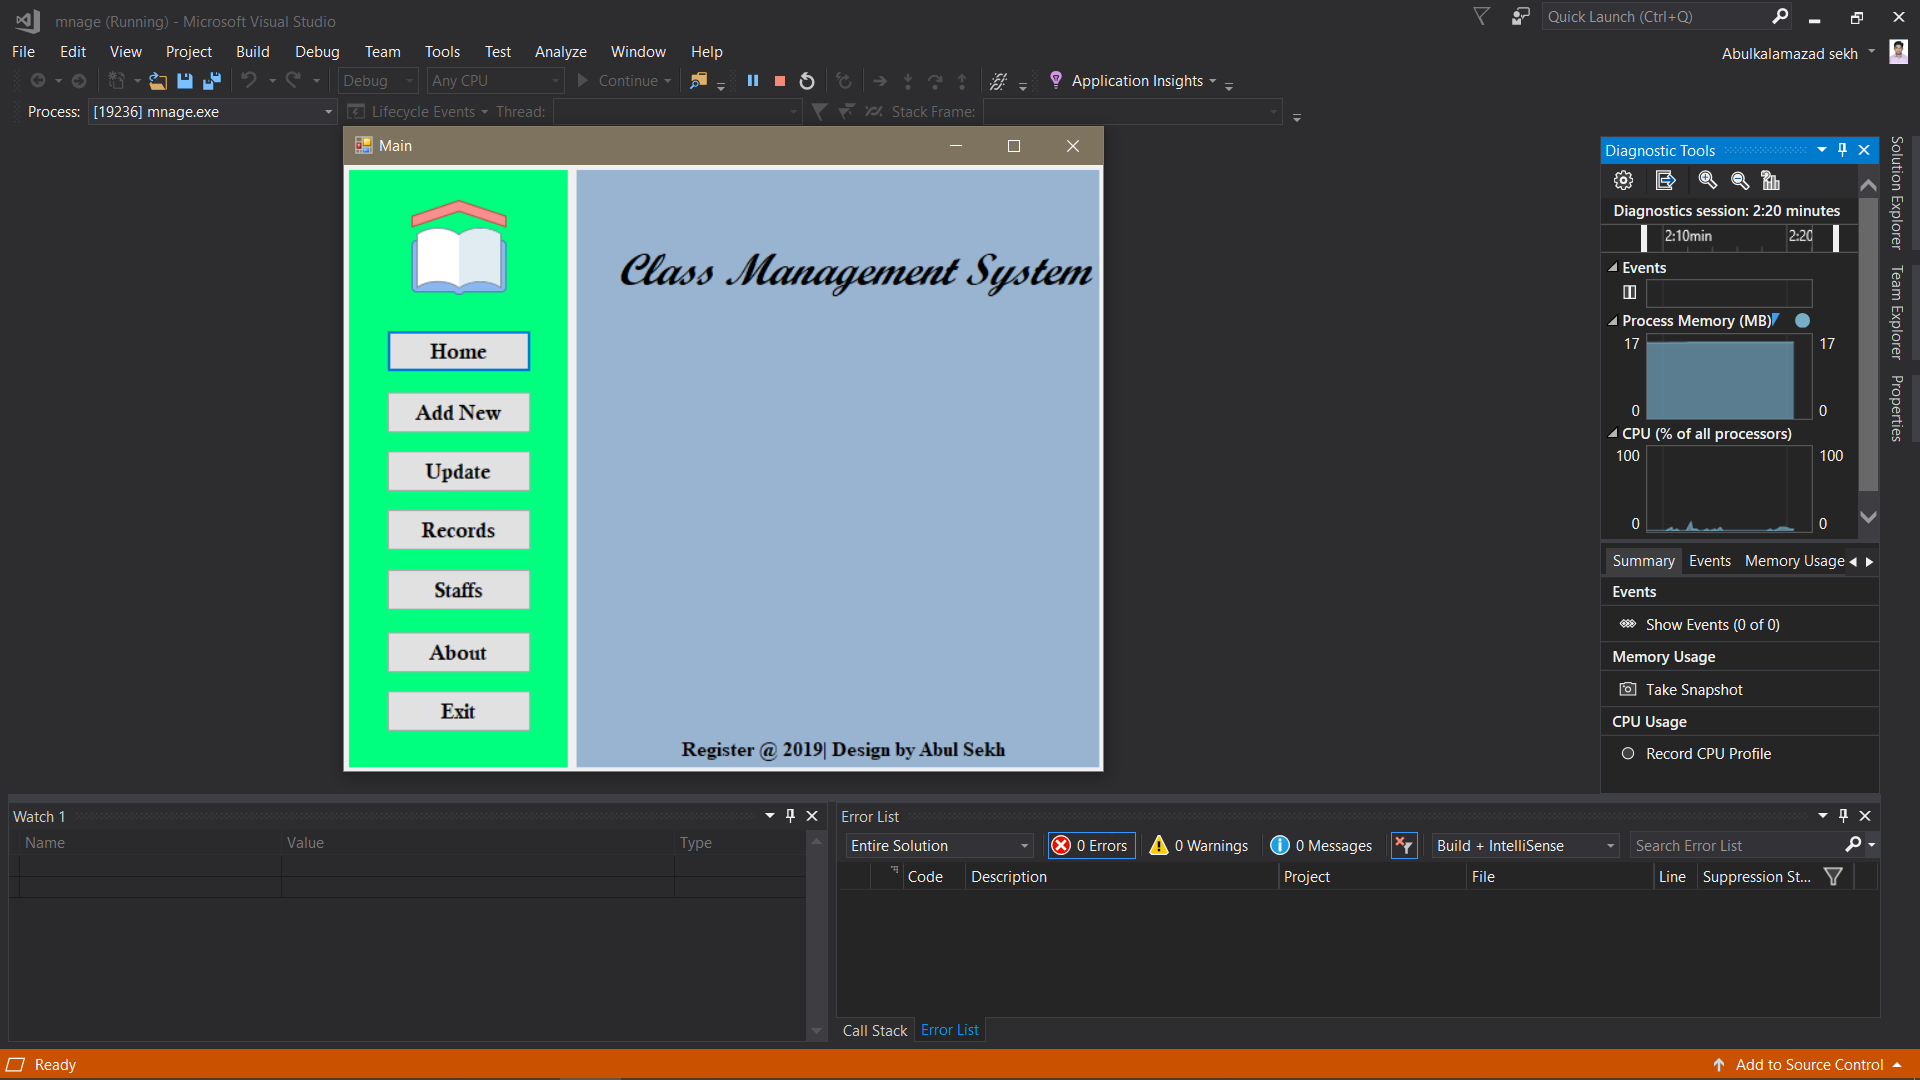 mnage (Running) - Microsoft Visual Studio
Quick Launch (Ctrl+Q)
File Edit View Project Build Debug Team Tools Test Analyze Window Help
Abulkalamazad sekh
Debug Any CPU Continue Application Insights
Process: [19236] mnage.exe Lifecycle Events Thread: Stack Frame:
Main
Class Management System
Home
Add New
Update
Records
Staffs
About
Exit
Register @ 2019| Design by Abul Sekh
Diagnostic Tools
Diagnostics session: 2:20 minutes
2:10min 2:20
Events
Process Memory (MB)
17 17
0 0
CPU (% of all processors)
100 100
0 0
Summary Events Memory Usage
Events
Show Events (0 of 0)
Memory Usage
Take Snapshot
CPU Usage
Record CPU Profile
Solution Explorer
Team Explorer
Properties
Watch 1
Name Value Type
Error List
Entire Solution 0 Errors 0 Warnings 0 Messages Build + IntelliSense Search Error List
Code Description Project File Line Suppression St...
Call Stack Error List
Ready
Add to Source Control